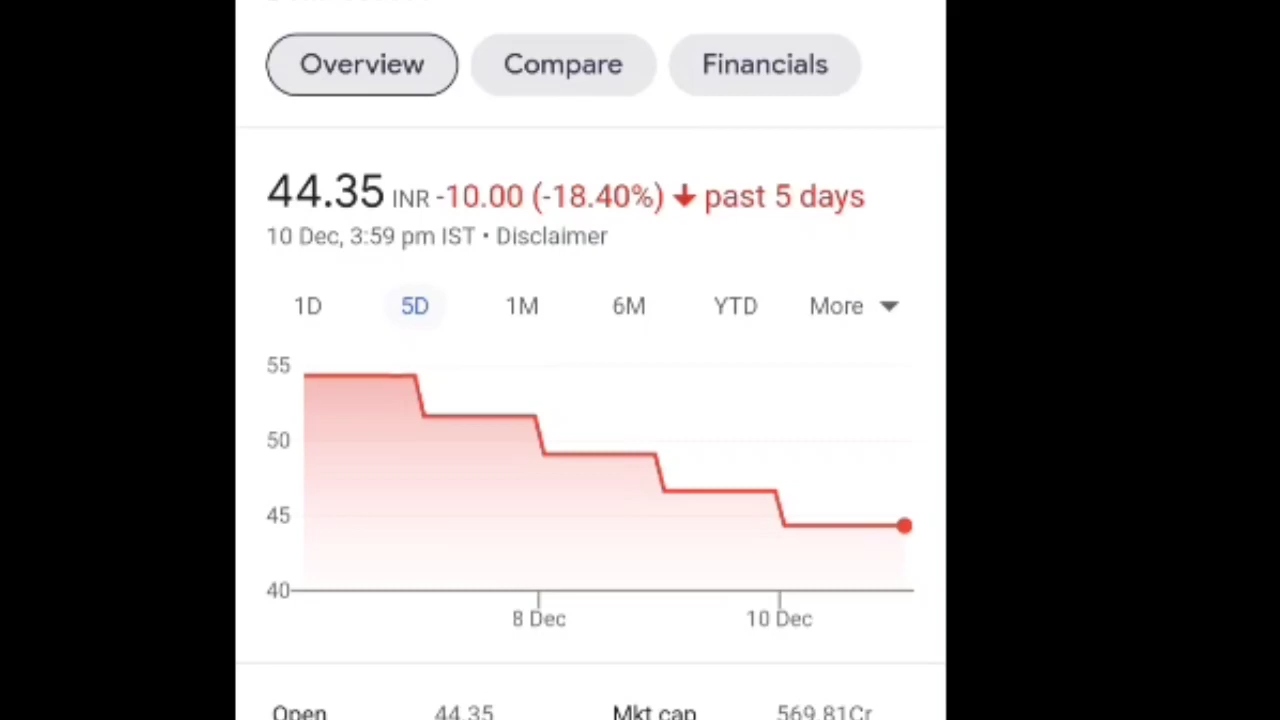 Overview Compare Financials
44.35 INR -10.00 (-18.40%) ↓ past 5 days
10 Dec, 3:59 pm IST • Disclaimer
1D 5D 1M 6M YTD More
55
50
45
40
8 Dec 10 Dec
Open 44.35 Mkt cap 569.81Cr